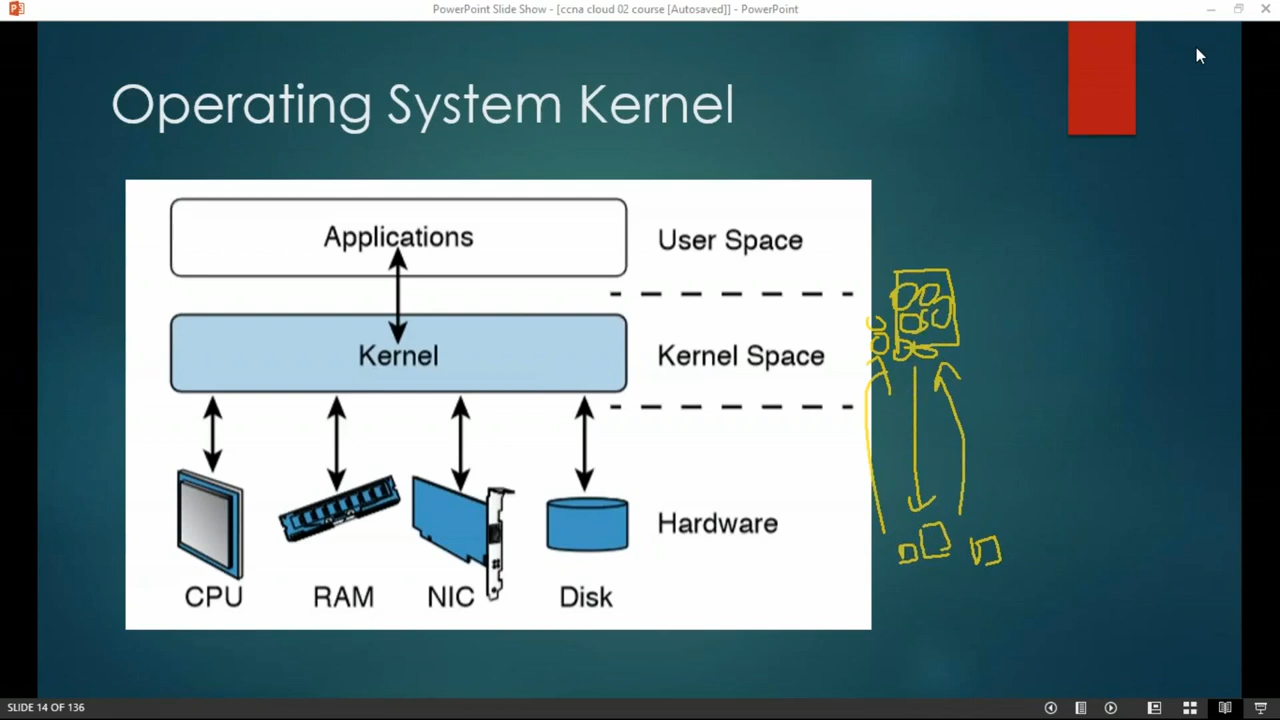 PowerPoint Slide Show - [ccna cloud 02 course [Autosaved]] - PowerPoint
Operating System Kernel
Applications
User Space
Kernel
Kernel Space
Hardware
CPU
RAM
NIC
Disk
SLIDE 14 OF 136